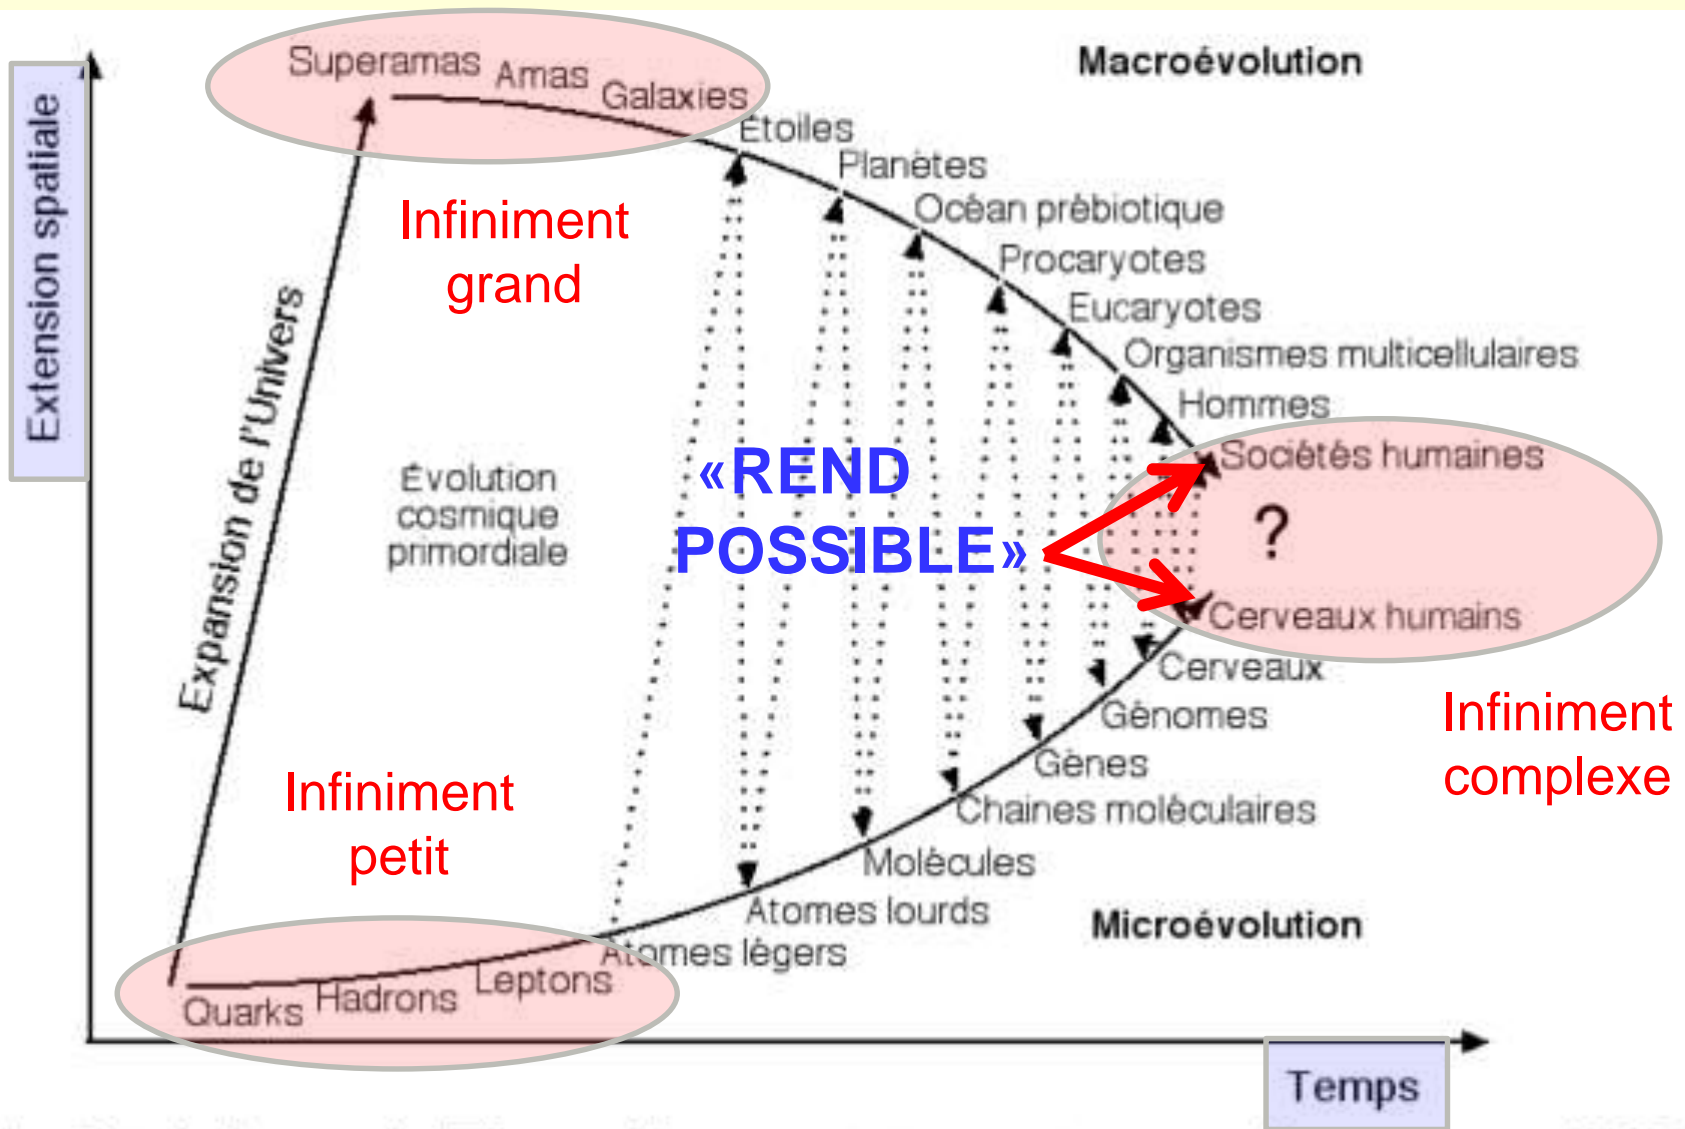 Extension spatiale
Superamas
Amas
Galaxies
Étoiles
Planètes
Océan prébiotique
Procaryotes
Eucaryotes
Organismes multicellulaires
Hommes
Sociétés humaines
Macroévolution
Infiniment
grand
Expansion de l'Univers
Évolution
cosmique
primordiale
«REND
POSSIBLE»
?
Cerveaux humains
Cerveaux
Génomes
Gènes
Chaines moléculaires
Molécules
Atomes lourds
Atomes légers
Leptons
Hadrons
Quarks
Infiniment
complexe
Infiniment
petit
Microévolution
Temps